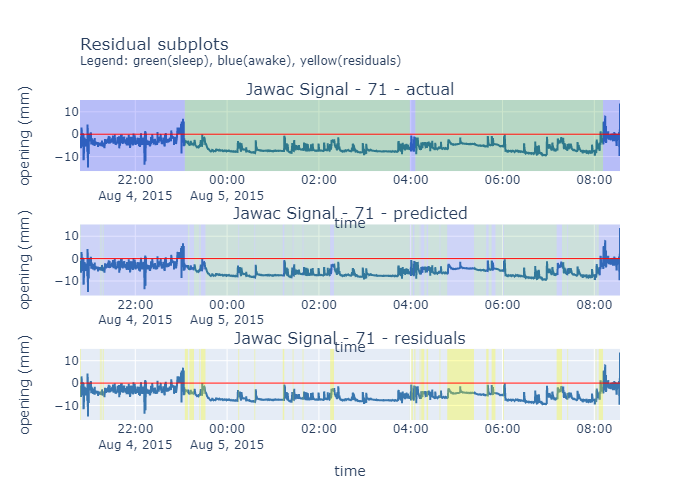 Residual subplots
Legend: green(sleep), blue(awake), yellow(residuals)
Jawac Signal - 71 - actual
opening (mm)
10
0
−10
22:00 00:00 02:00 04:00 06:00 08:00
Aug 4, 2015 Aug 5, 2015
time
Jawac Signal - 71 - predicted
opening (mm)
10
0
−10
22:00 00:00 02:00 04:00 06:00 08:00
Aug 4, 2015 Aug 5, 2015
time
Jawac Signal - 71 - residuals
opening (mm)
10
0
−10
22:00 00:00 02:00 04:00 06:00 08:00
Aug 4, 2015 Aug 5, 2015
time